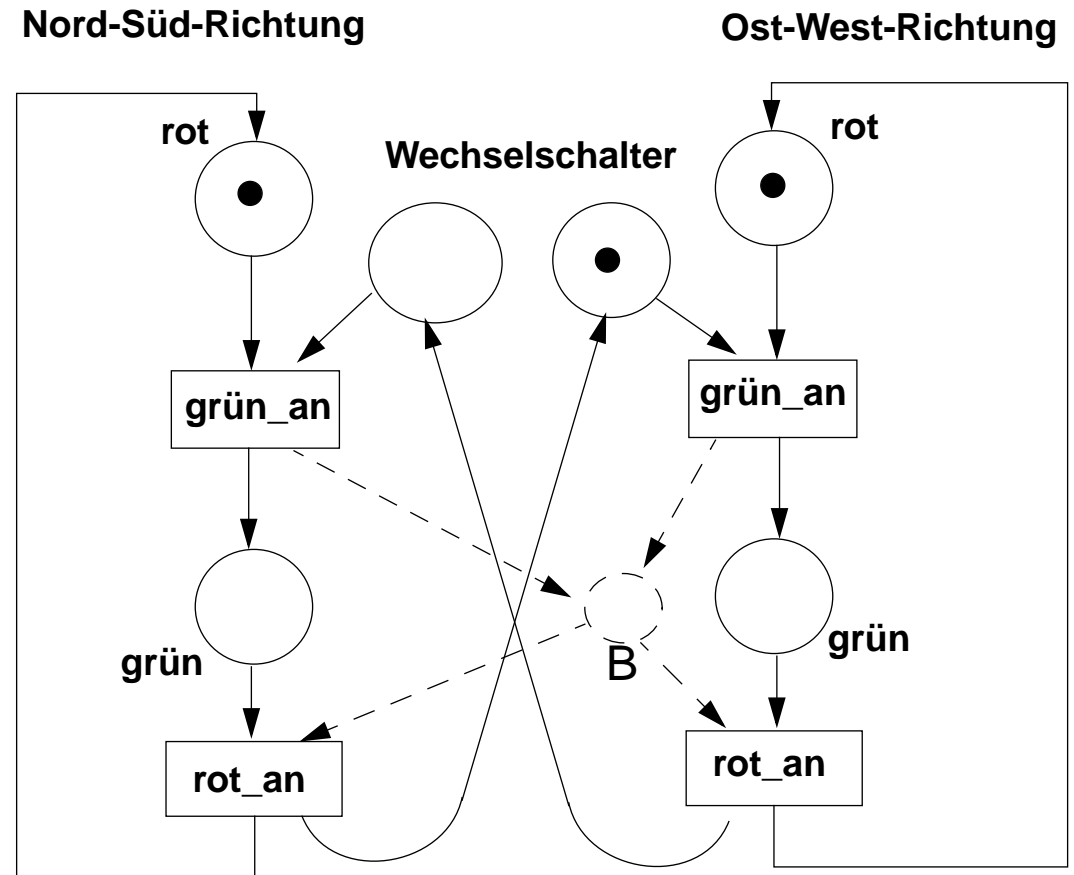 Nord-Süd-Richtung
Ost-West-Richtung
rot
rot
Wechselschalter
grün_an
grün_an
grün
grün
B
rot_an
rot_an